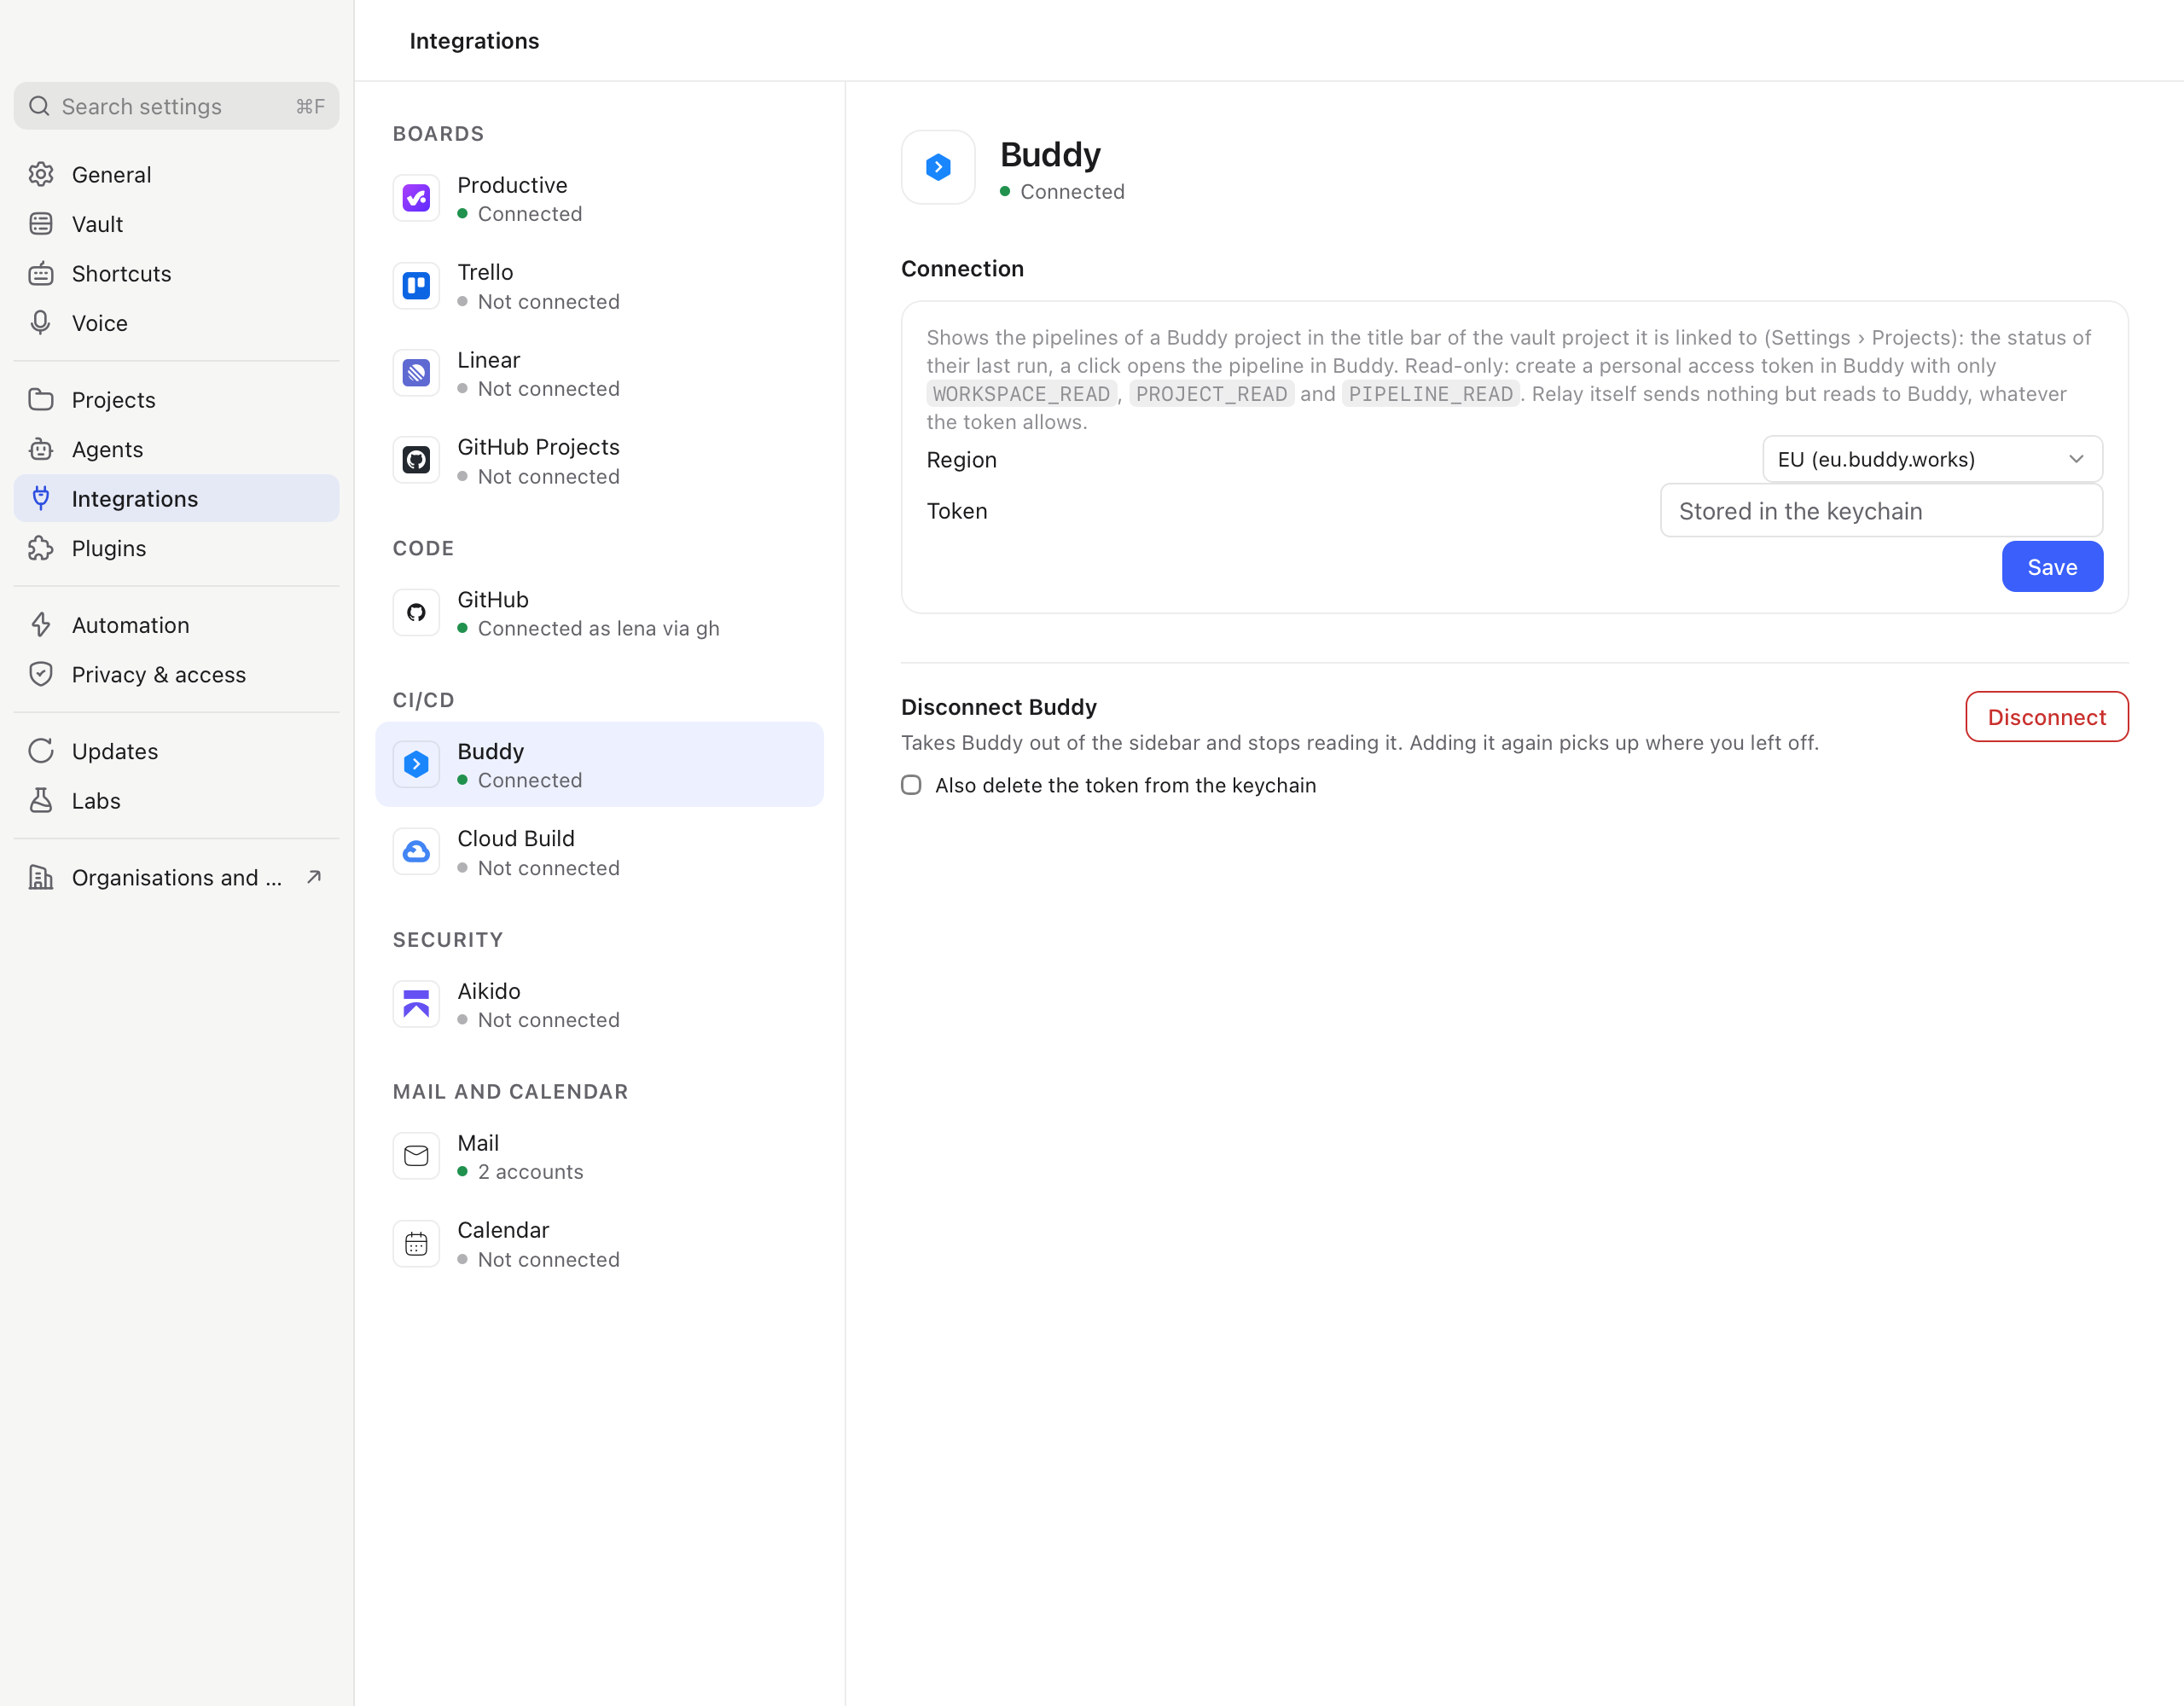 Integrations
Search settings ⌘F
General
Vault
Shortcuts
Voice
Projects
Agents
Integrations
Plugins
Automation
Privacy & access
Updates
Labs
Organisations and ...
BOARDS
Productive
Connected
Trello
Not connected
Linear
Not connected
GitHub Projects
Not connected
CODE
GitHub
Connected as lena via gh
CI/CD
Buddy
Connected
Cloud Build
Not connected
SECURITY
Aikido
Not connected
MAIL AND CALENDAR
Mail
2 accounts
Calendar
Not connected
Buddy
Connected
Connection
Shows the pipelines of a Buddy project in the title bar of the vault project it is linked to (Settings › Projects): the status of
their last run, a click opens the pipeline in Buddy. Read-only: create a personal access token in Buddy with only
WORKSPACE_READ, PROJECT_READ and PIPELINE_READ. Relay itself sends nothing but reads to Buddy, whatever
the token allows.
Region EU (eu.buddy.works)
Token Stored in the keychain
Save
Disconnect Buddy
Disconnect
Takes Buddy out of the sidebar and stops reading it. Adding it again picks up where you left off.
Also delete the token from the keychain